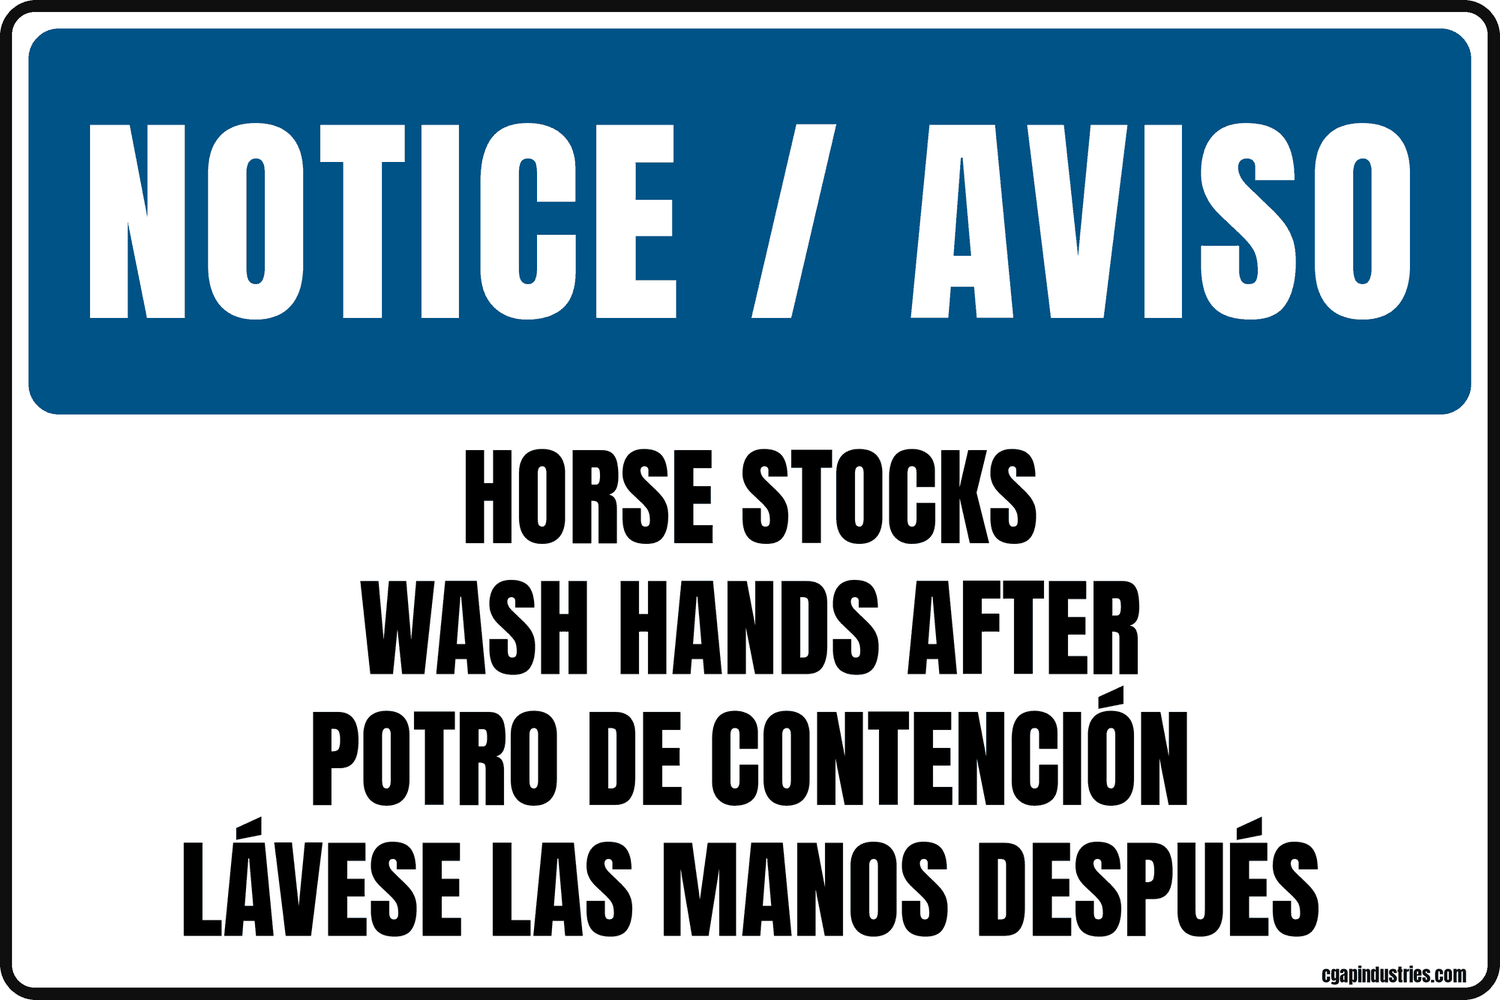 NOTICE / AVISO
HORSE STOCKS
WASH HANDS AFTER
POTRO DE CONTENCIÓN
LÁVESE LAS MANOS DESPUÉS
cgapindustries.com